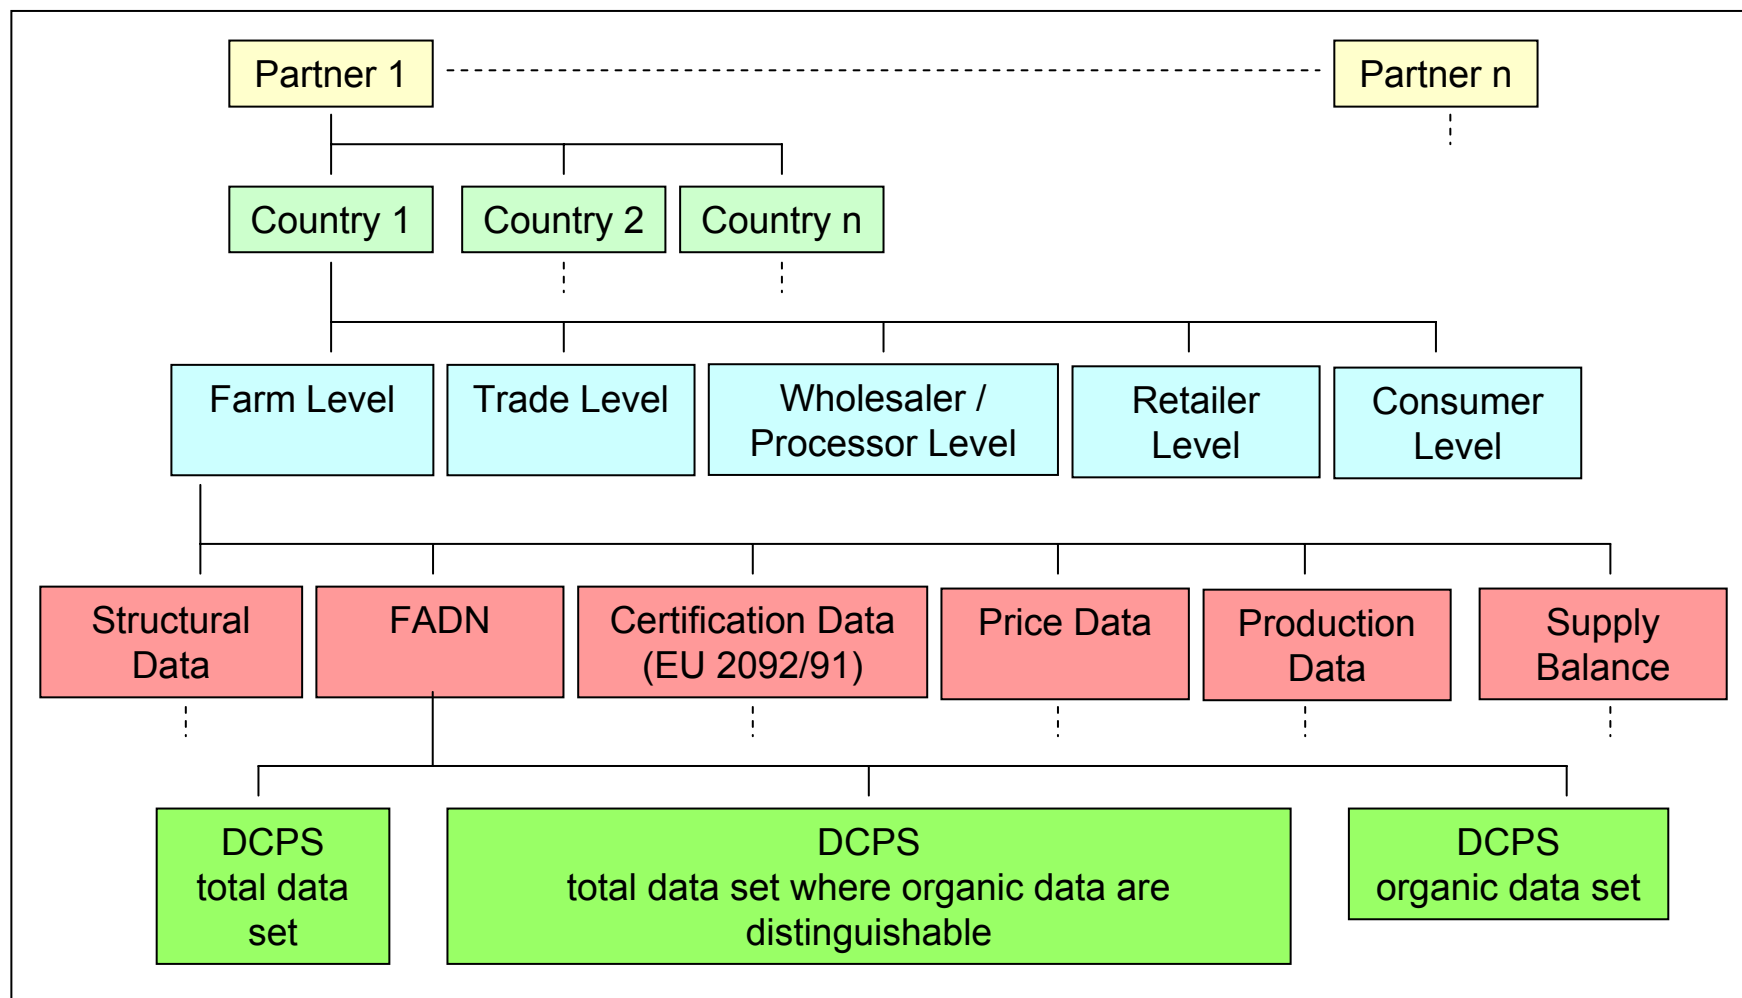 Partner 1
Partner n
Country 1
Country 2
Country n
Farm Level
Trade Level
Wholesaler /
Processor Level
Retailer
Level
Consumer
Level
Structural
Data
FADN
Certification Data
(EU 2092/91)
Price Data
Production
Data
Supply
Balance
DCPS
total data
set
DCPS
total data set where organic data are
distinguishable
DCPS
organic data set